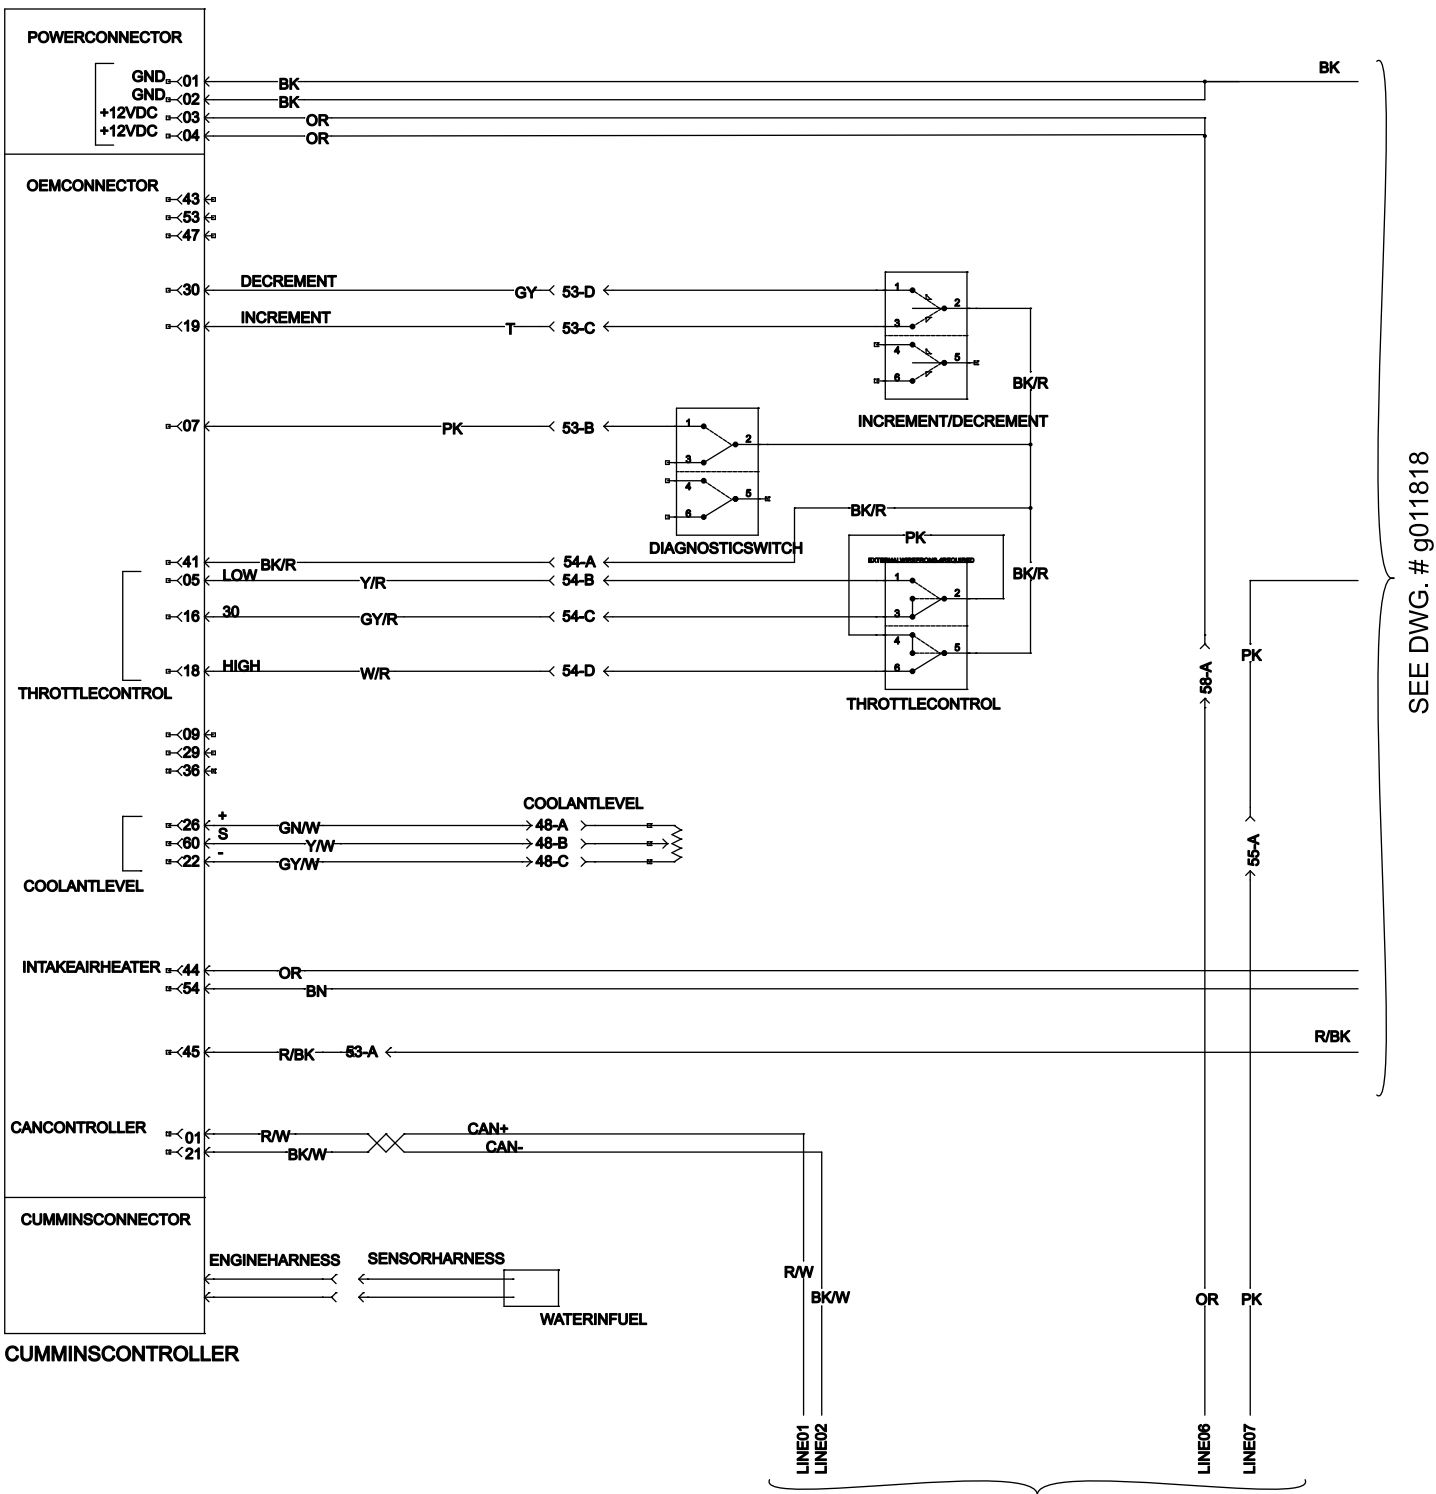 POWERCONNECTOR
GND 01 BK BK
GND 02 BK
+12VDC 03 OR
+12VDC 04 OR
OEMCONNECTOR
43
53
47
30 DECREMENT GY 53-D 1 2
19 INCREMENT T 53-C 3
4 5
6
BK/R
INCREMENT/DECREMENT
07 PK 53-B 1 2
3
4 5
6
DIAGNOSTICSWITCH
BK/R
PK
41 BK/R 54-A
BK/R
05 LOW Y/R 54-B 1 2
16 30 GY/R 54-C 3
4 5
18 HIGH W/R 54-D 6
THROTTLECONTROL
THROTTLECONTROL
58-A
PK
09
29
36
COOLANTLEVEL
26 + GN/W 48-A
60 S Y/W 48-B
22 - GY/W 48-C
COOLANTLEVEL
55-A
INTAKEAIRHEATER 44 OR
54 BN
45 R/BK 53-A R/BK
CANCONTROLLER 01 R/W CAN+
21 BK/W CAN-
CUMMINSCONNECTOR
ENGINEHARNESS SENSORHARNESS
WATERINFUEL
R/W
BK/W
OR PK
CUMMINSCONTROLLER
LINE01
LINE02
LINE06
LINE07
SEE DWG. # g011818